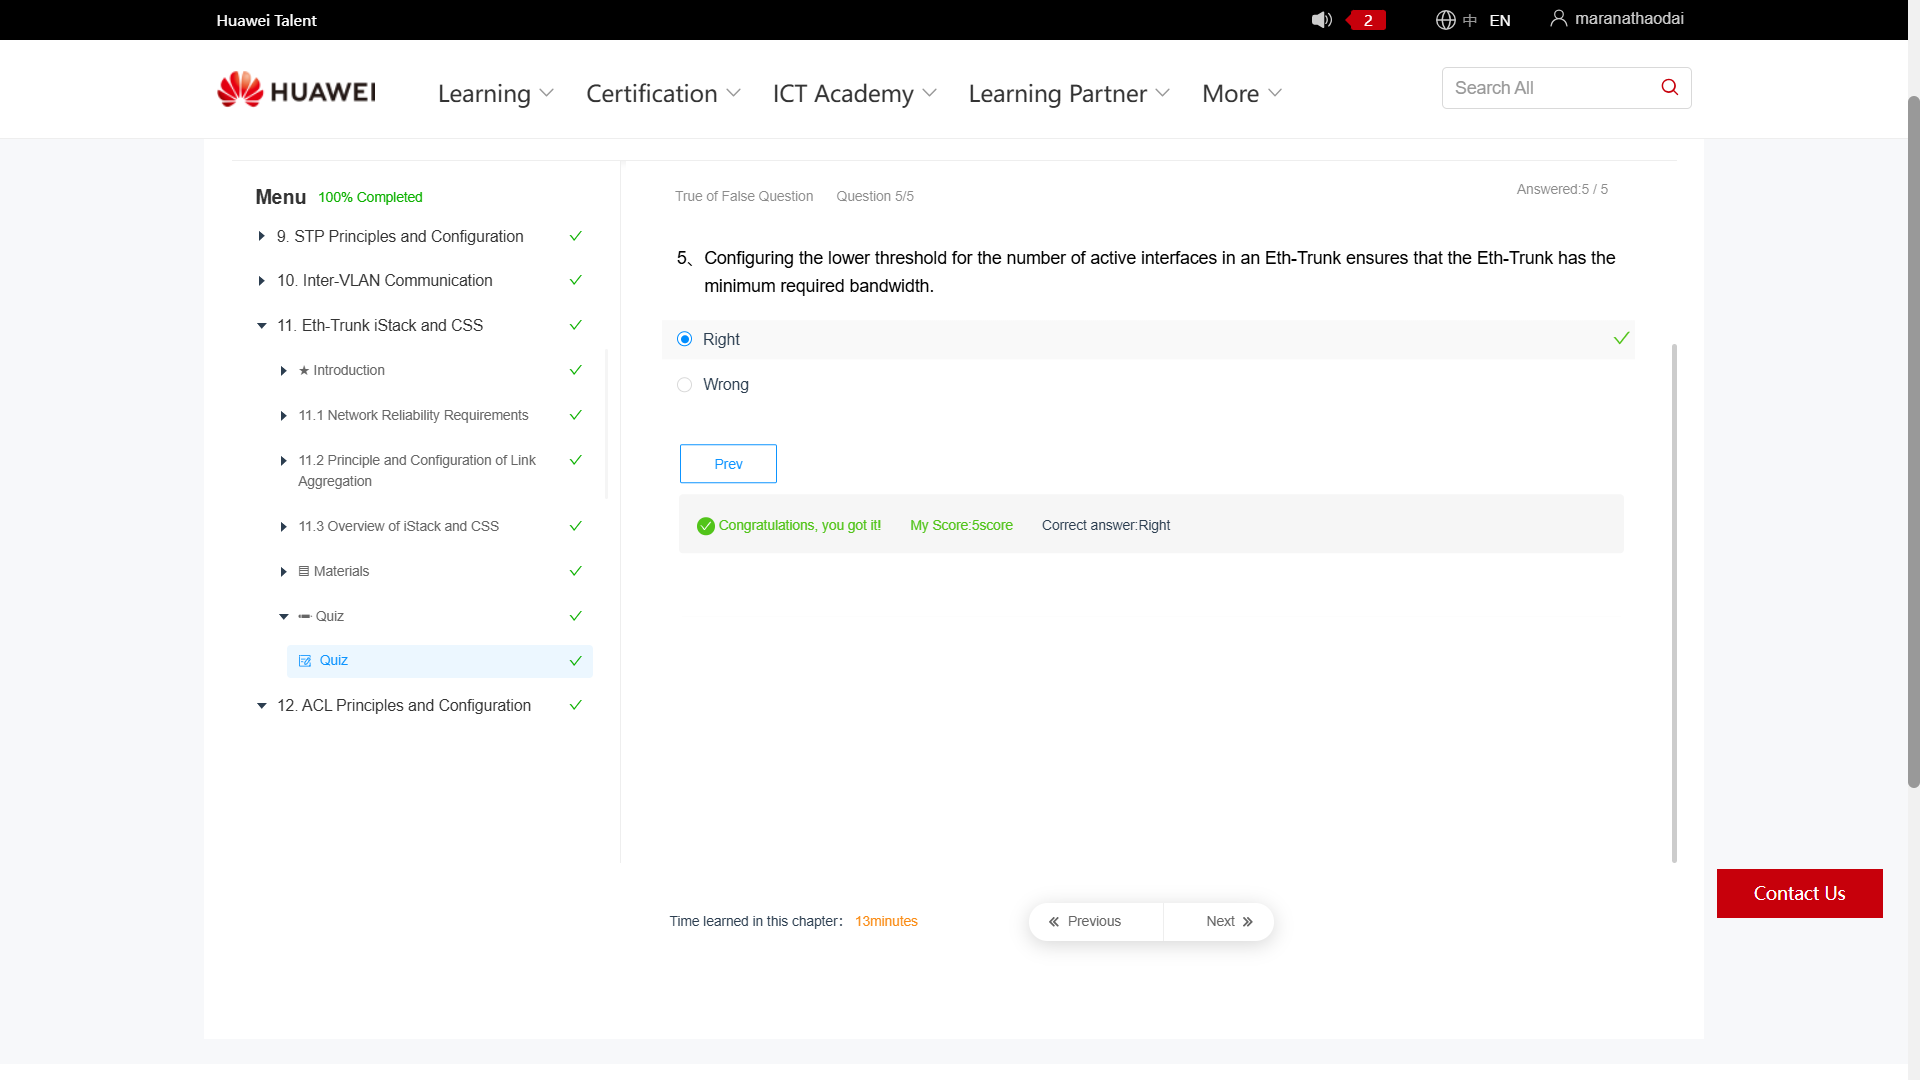 Huawei Talent
2
中 EN
maranathaodai
HUAWEI
Learning
Certification
ICT Academy
Learning Partner
More
Search All
Menu 100% Completed
9. STP Principles and Configuration
10. Inter-VLAN Communication
11. Eth-Trunk iStack and CSS
★ Introduction
11.1 Network Reliability Requirements
11.2 Principle and Configuration of Link
Aggregation
11.3 Overview of iStack and CSS
Materials
Quiz
Quiz
12. ACL Principles and Configuration
True of False Question Question 5/5
Answered:5 / 5
5、 Configuring the lower threshold for the number of active interfaces in an Eth-Trunk ensures that the Eth-Trunk has the
minimum required bandwidth.
Right
Wrong
Prev
Congratulations, you got it! My Score:5score Correct answer:Right
Time learned in this chapter： 13minutes
Previous
Next
Contact Us